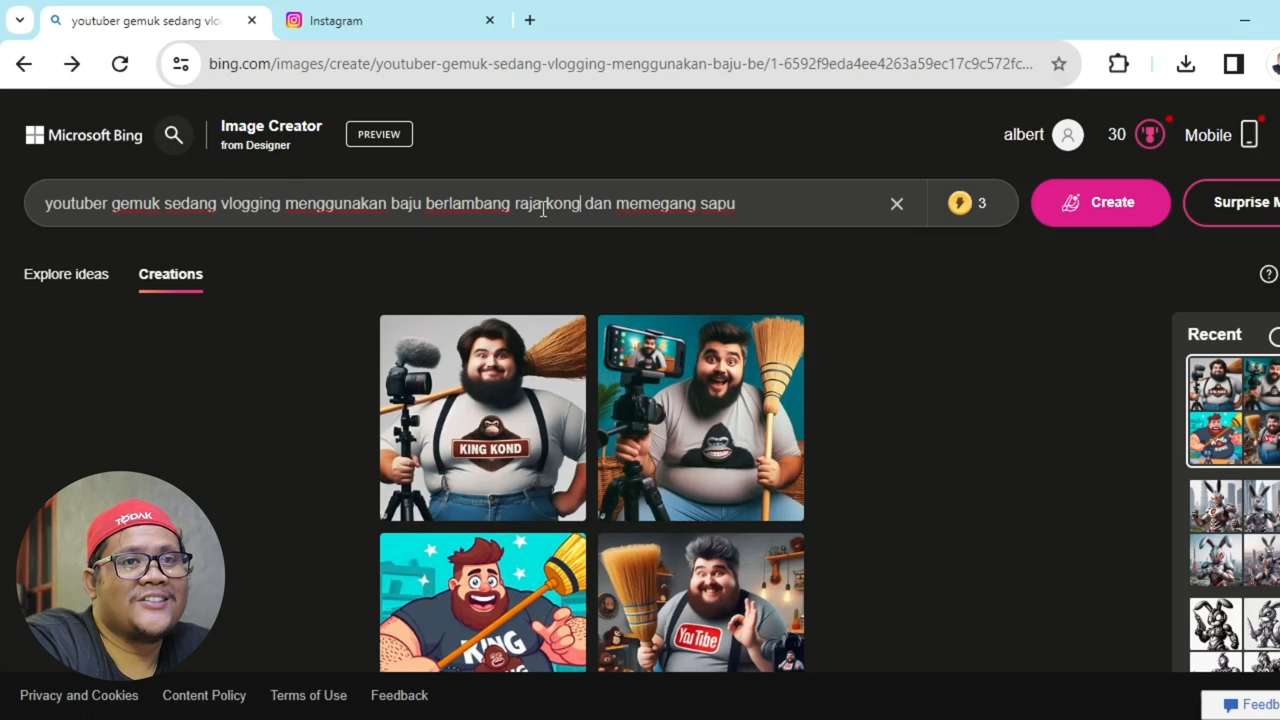 youtuber gemuk sedang vlo
Instagram
bing.com/images/create/youtuber-gemuk-sedang-vlogging-menggunakan-baju-be/1-6592f9eda4ee4263a59ec17c9c572fc...
Microsoft Bing
Image Creator
from Designer
PREVIEW
albert
30
Mobile
youtuber gemuk sedang vlogging menggunakan baju berlambang raja kong dan memegang sapu
3
Create
Surprise M
Explore ideas
Creations
Recent
KING KOND
KING
You Tibe
TODAK
Privacy and Cookies
Content Policy
Terms of Use
Feedback
Feedb